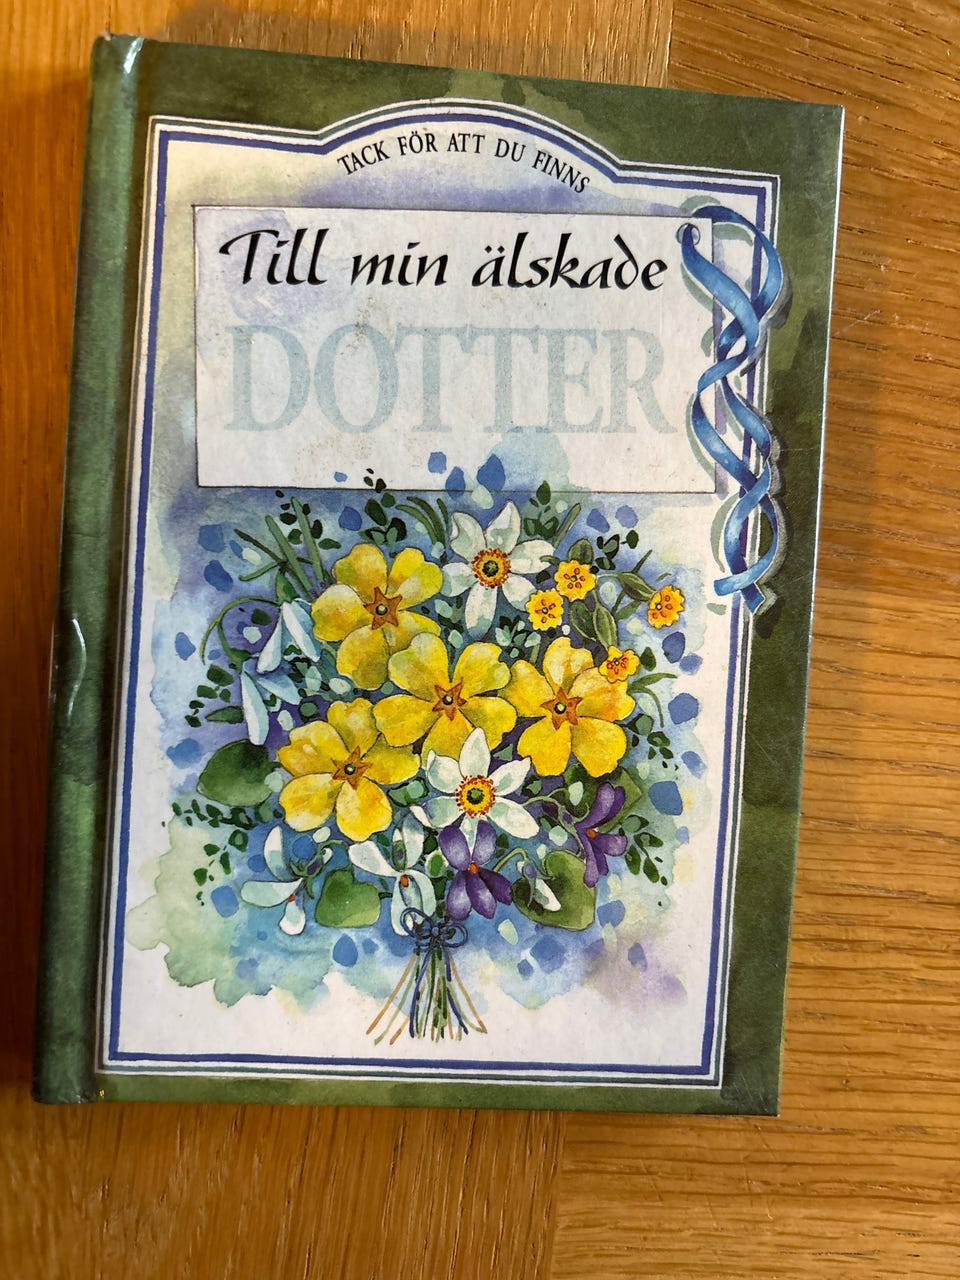 TACK FÖR ATT DU FINNS
Till min älskade
DOTTER